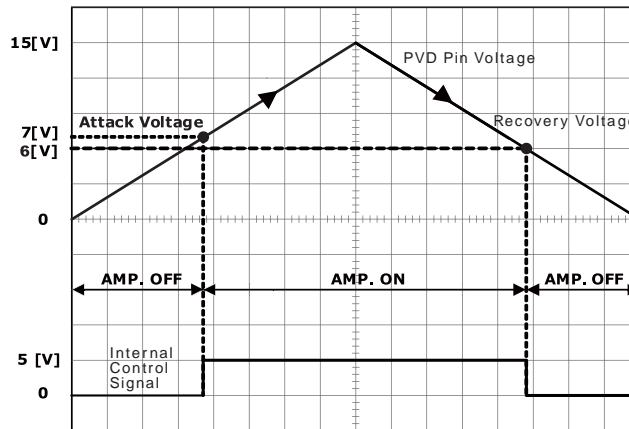 15[V]
PVD Pin Voltage
Attack Voltage
Recovery Voltage
7[V]
6[V]
0
AMP. OFF
AMP. ON
AMP. OFF
5 [V]
Internal
Control
Signal
0